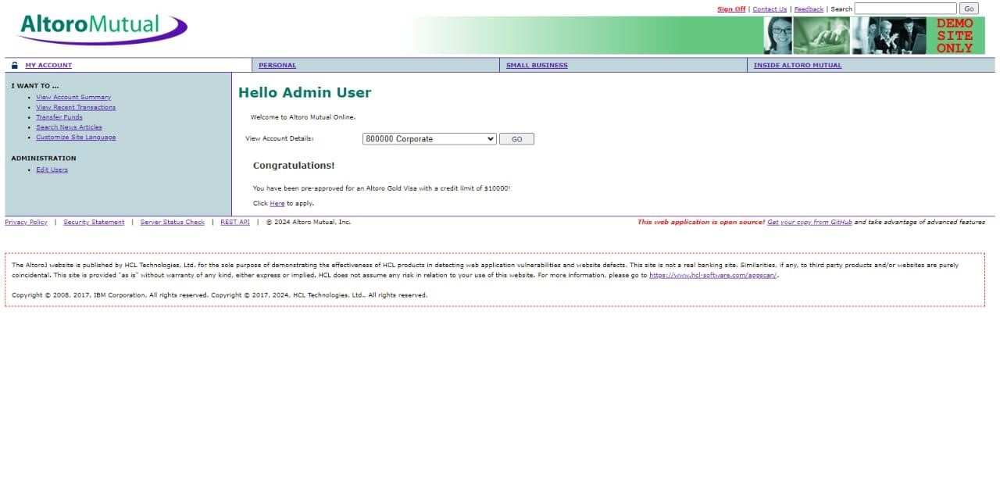 Sign Off | Contact Us | Feedback | Search Go
AltoroMutual
DEMO
SITE
ONLY
MY ACCOUNT
PERSONAL
SMALL BUSINESS
INSIDE ALTORO MUTUAL
I WANT TO ...
• View Account Summary
• View Recent Transactions
• Transfer Funds
• Search News Articles
• Customize Site Language
ADMINISTRATION
• Edit Users
Hello Admin User
Welcome to Altoro Mutual Online.
View Account Details: 800000 Corporate GO
Congratulations!
You have been pre-approved for an Altoro Gold Visa with a credit limit of $10000!
Click Here to apply.
Privacy Policy | Security Statement | Server Status Check | REST API | © 2024 Altoro Mutual, Inc.
This web application is open source! Get your copy from GitHub and take advantage of advanced features
The AltoroJ website is published by HCL Technologies, Ltd. for the sole purpose of demonstrating the effectiveness of HCL products in detecting web application vulnerabilities and website defects. This site is not a real banking site. Similarities, if any, to third party products and/or websites are purely
coincidental. This site is provided "as is" without warranty of any kind, either express or implied. HCL does not assume any risk in relation to your use of this website. For more information, please go to https://www.hcl-software.com/appscan/.
Copyright © 2008, 2017, IBM Corporation, All rights reserved. Copyright © 2017, 2024, HCL Technologies, Ltd., All rights reserved.